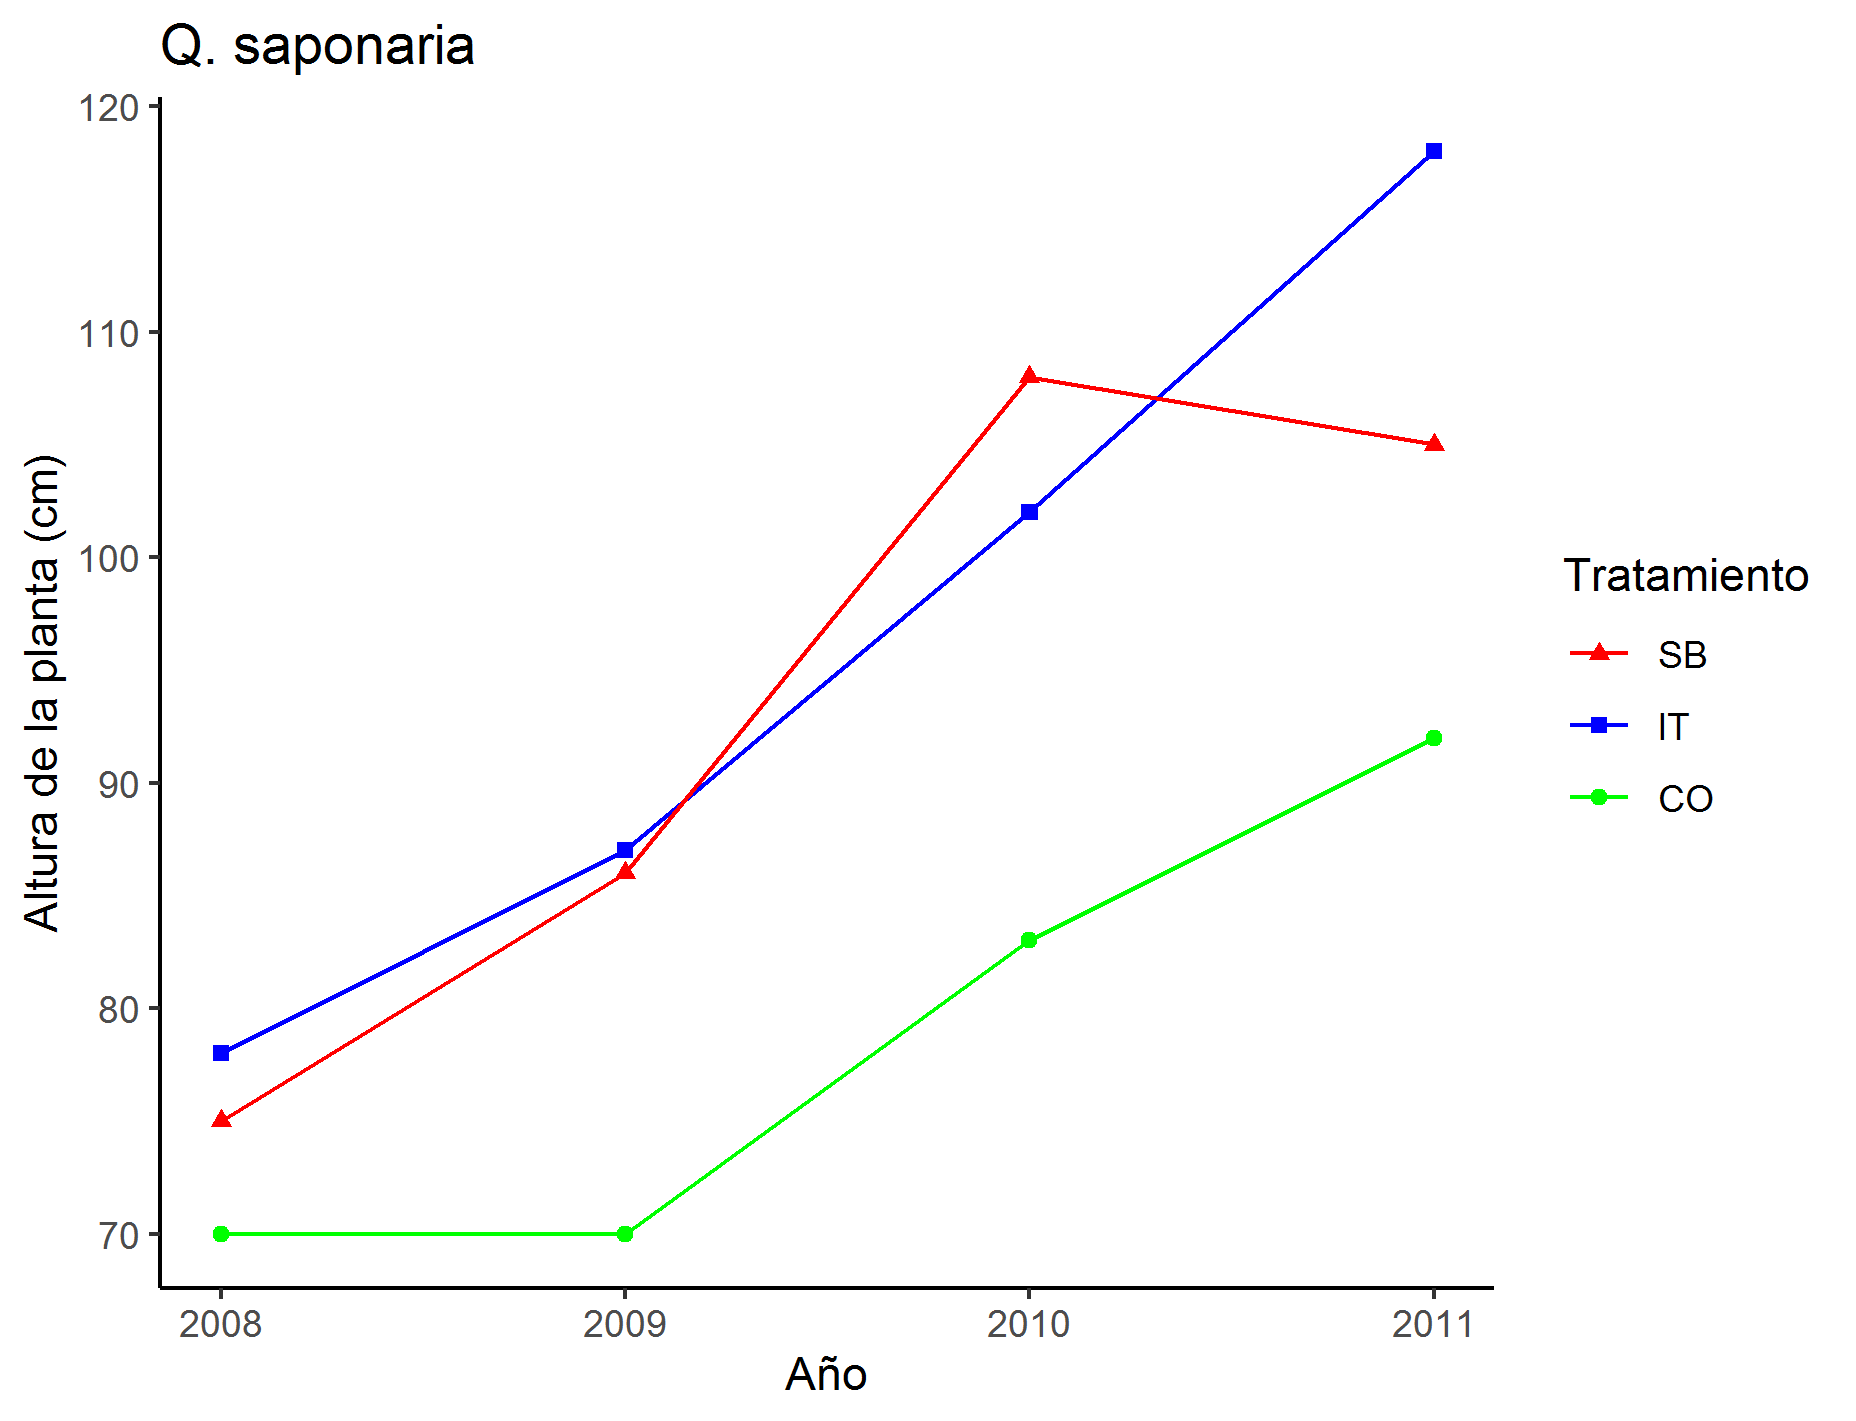 Q. saponaria
120
110
100
90
80
70
Altura de la planta (cm)
2008 2009 2010 2011
Año
Tratamiento
SB
IT
CO